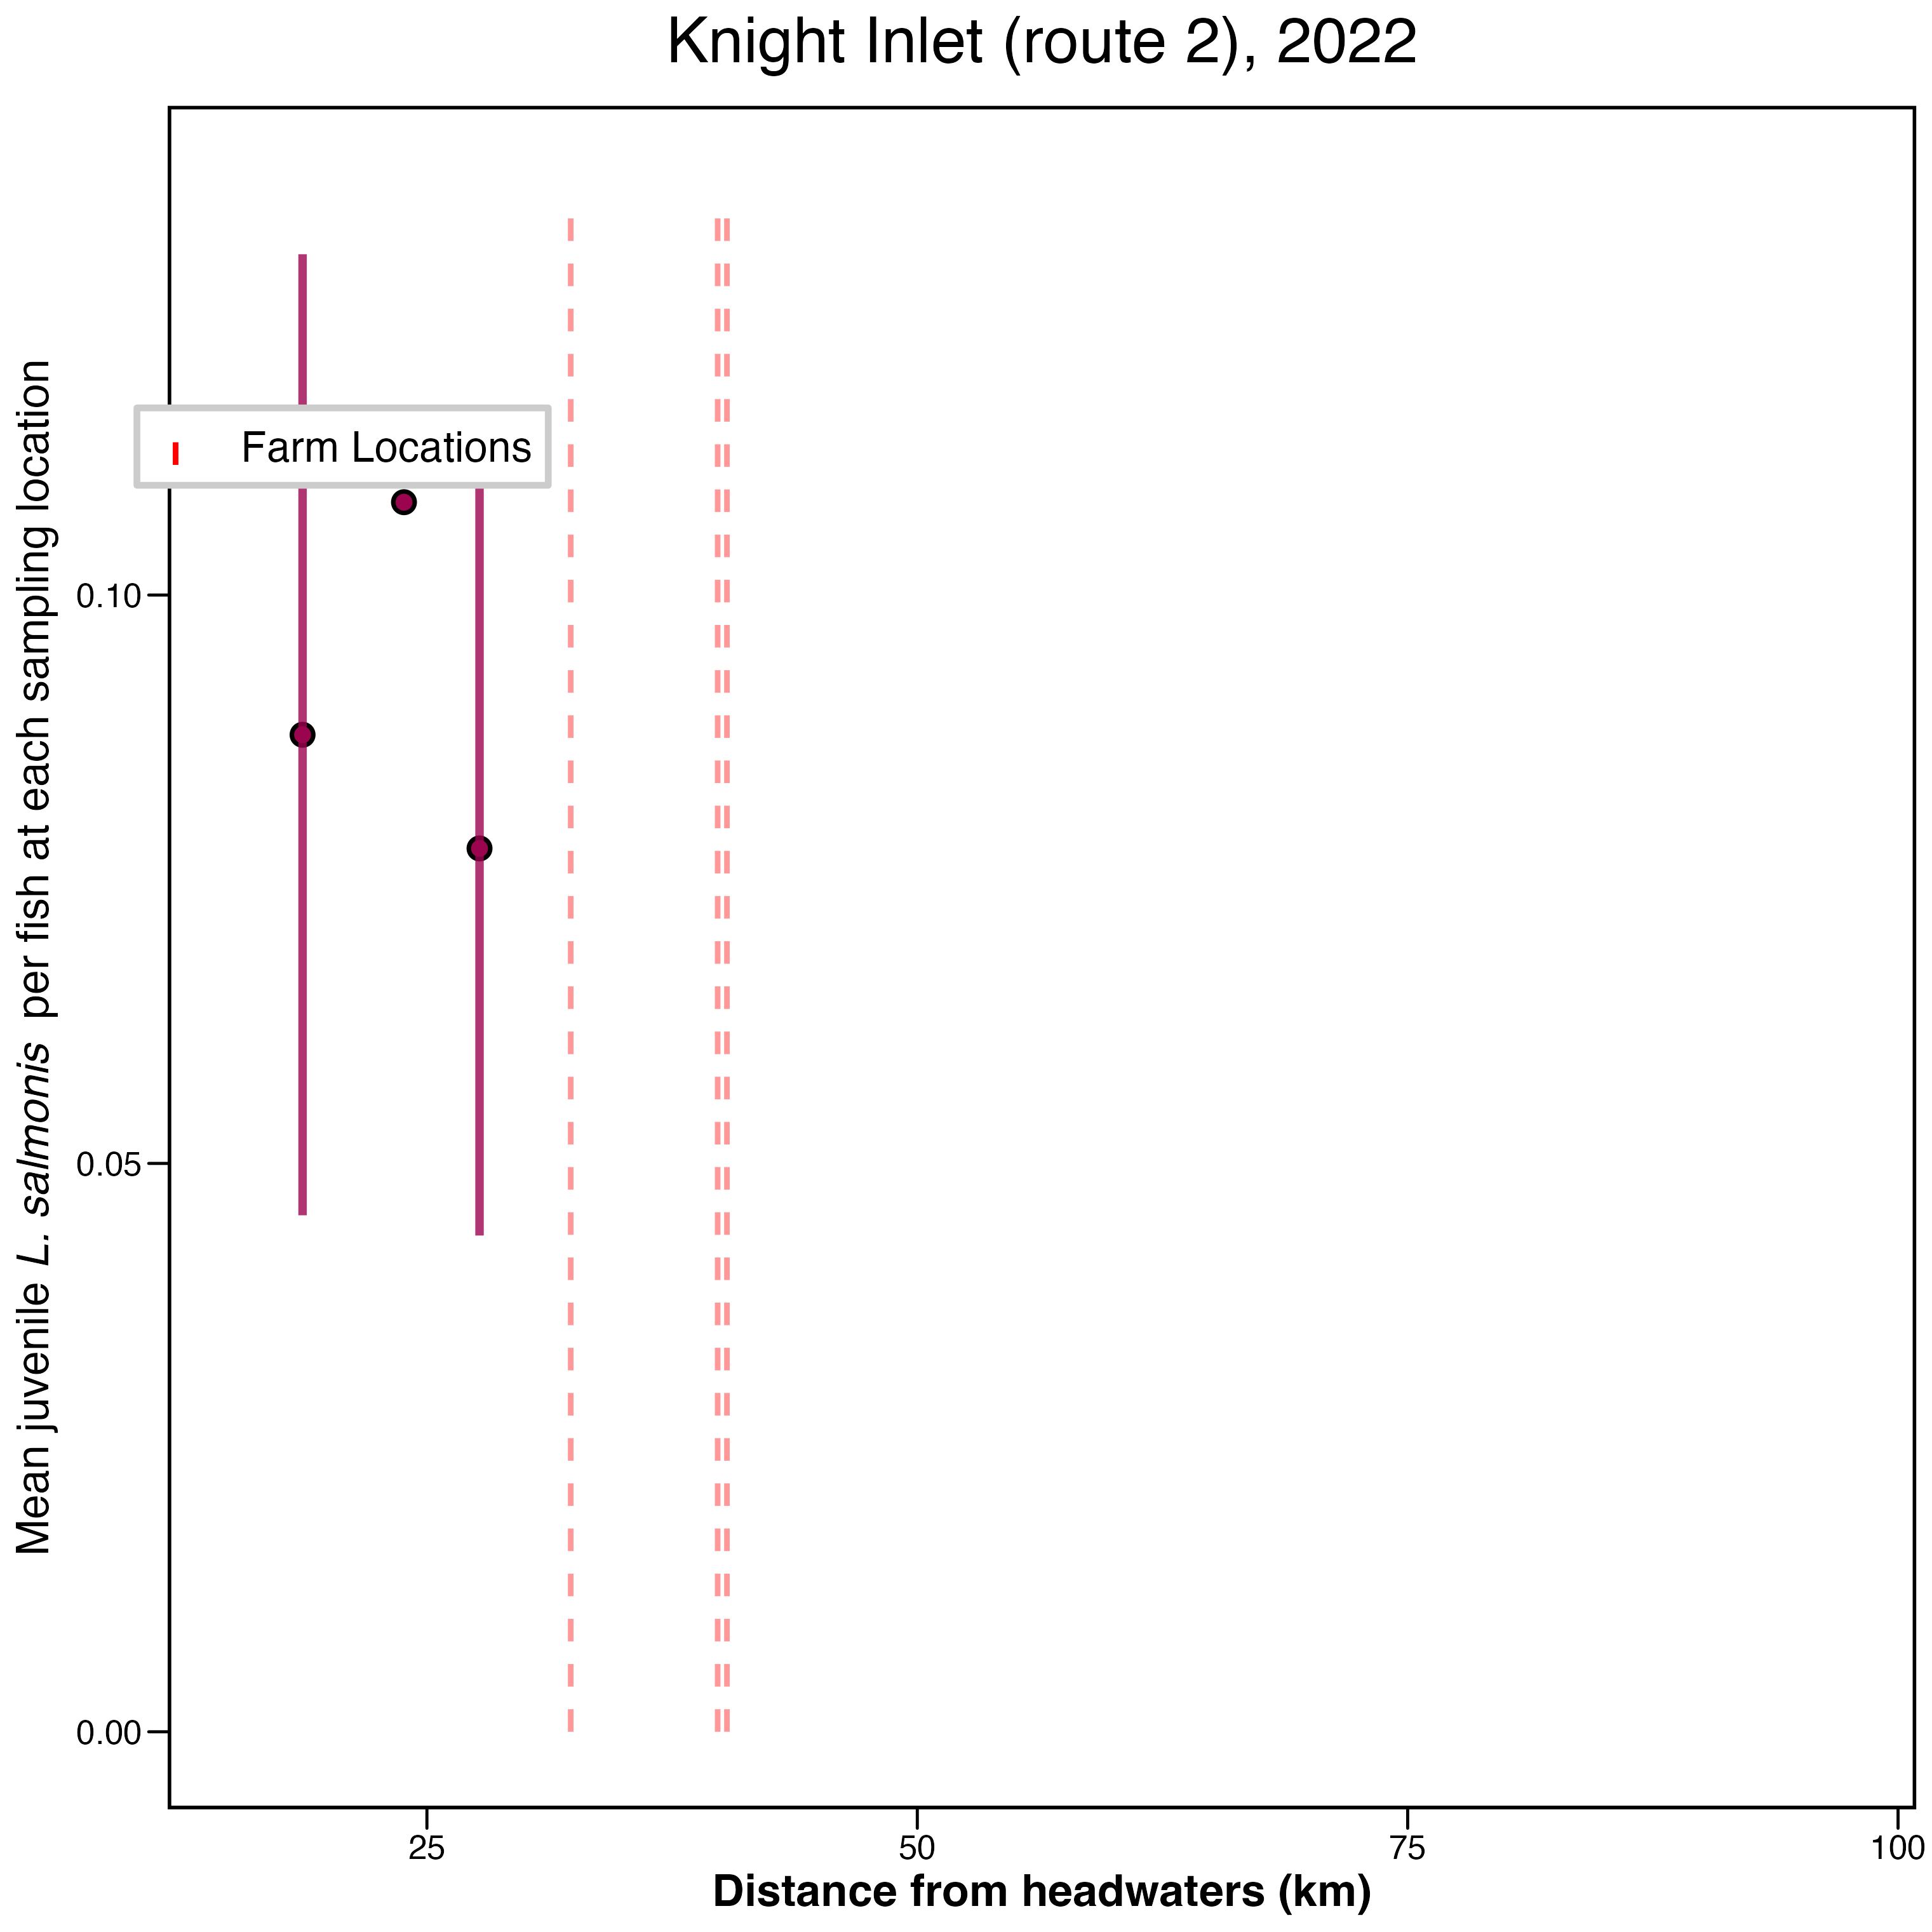 Knight Inlet (route 2), 2022
Mean juvenile L. salmonis per fish at each sampling location
Farm Locations
0.10
0.05
0.00
25 50 75 100
Distance from headwaters (km)